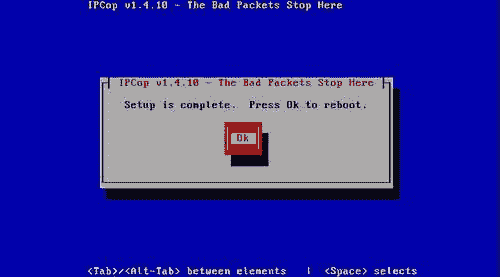 IPCop v1.4.10 - The Bad Packets Stop Here
IPCop v1.4.10 - The Bad Packets Stop Here
Setup is complete.  Press Ok to reboot.
Ok
<Tab>/<Alt-Tab> between elements   |  <Space> selects